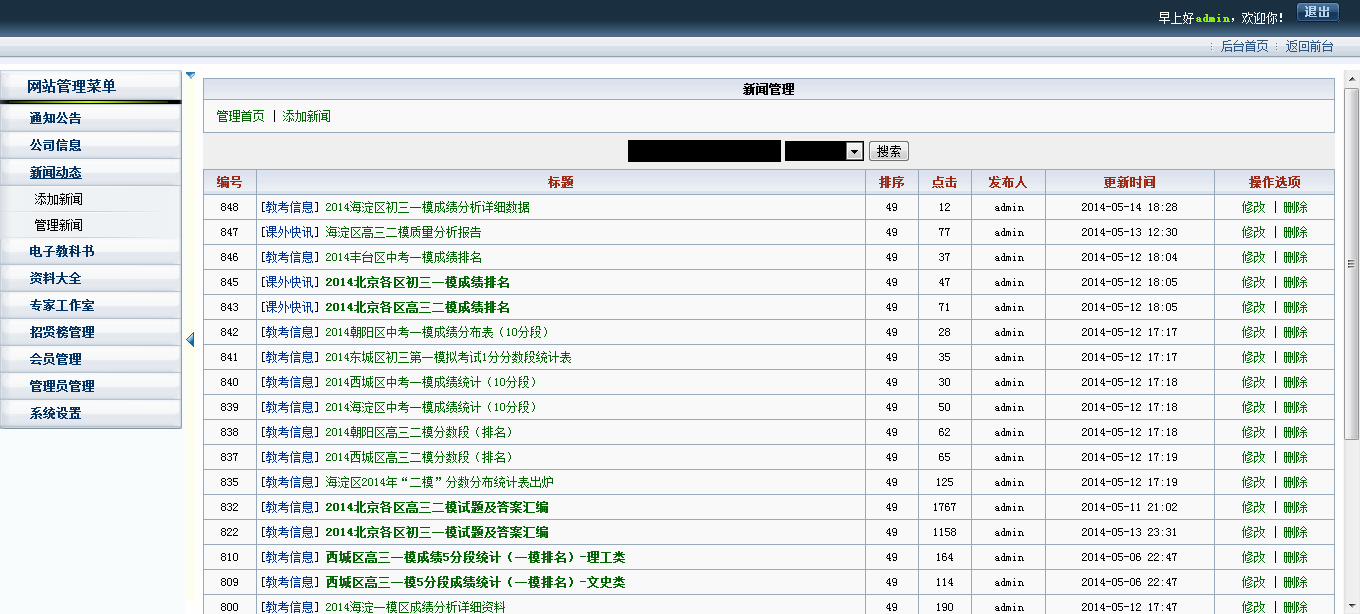 早上好admin，欢迎你！ 退出
后台首页 返回前台
网站管理菜单
通知公告
公司信息
新闻动态
添加新闻
管理新闻
电子教科书
资料大全
专家工作室
招贤榜管理
会员管理
管理员管理
系统设置
新闻管理
管理首页 | 添加新闻
搜索
编号 标题 排序 点击 发布人 更新时间 操作选项
848 [教考信息] 2014海淀区初三一模成绩分析详细数据 49 12 admin 2014-05-14 18:28 修改 | 删除
847 [课外快讯] 海淀区高三二模质量分析报告 49 77 admin 2014-05-13 12:30 修改 | 删除
846 [教考信息] 2014丰台区中考一模成绩排名 49 37 admin 2014-05-12 18:04 修改 | 删除
845 [课外快讯] 2014北京各区初三一模成绩排名 49 47 admin 2014-05-12 18:05 修改 | 删除
843 [课外快讯] 2014北京各区高三二模成绩排名 49 71 admin 2014-05-12 18:05 修改 | 删除
842 [教考信息] 2014朝阳区中考一模成绩分布表（10分段） 49 28 admin 2014-05-12 17:17 修改 | 删除
841 [教考信息] 2014东城区初三第一模拟考试1分分数段统计表 49 35 admin 2014-05-12 17:17 修改 | 删除
840 [教考信息] 2014西城区中考一模成绩统计（10分段） 49 30 admin 2014-05-12 17:18 修改 | 删除
839 [教考信息] 2014海淀区中考一模成绩统计（10分段） 49 50 admin 2014-05-12 17:18 修改 | 删除
838 [教考信息] 2014朝阳区高三二模分数段（排名） 49 62 admin 2014-05-12 17:18 修改 | 删除
837 [教考信息] 2014西城区高三二模分数段（排名） 49 65 admin 2014-05-12 17:19 修改 | 删除
835 [教考信息] 海淀区2014年“二模”分数分布统计表出炉 49 125 admin 2014-05-12 17:19 修改 | 删除
832 [教考信息] 2014北京各区高三二模试题及答案汇编 49 1767 admin 2014-05-11 21:02 修改 | 删除
822 [教考信息] 2014北京各区初三一模试题及答案汇编 49 1158 admin 2014-05-13 23:31 修改 | 删除
810 [教考信息] 西城区高三一模成绩5分段统计（一模排名）-理工类 49 164 admin 2014-05-06 22:47 修改 | 删除
809 [教考信息] 西城区高三一模5分段成绩统计（一模排名）-文史类 49 114 admin 2014-05-06 22:47 修改 | 删除
800 [教考信息] 2014海淀一模区成绩分析详细资料 49 190 admin 2014-05-12 17:47 修改 | 删除